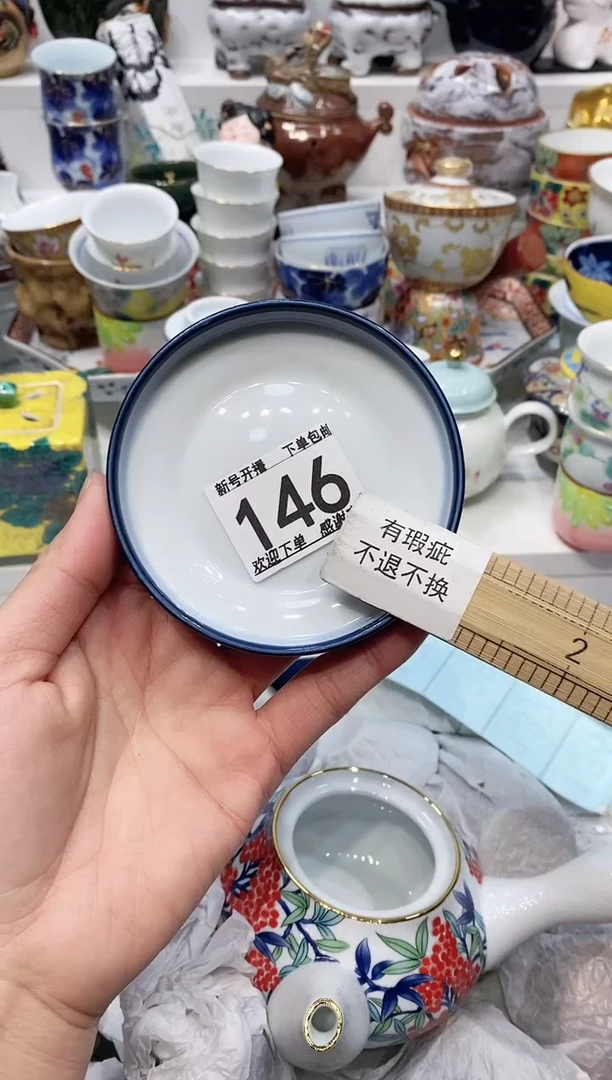 新号开播 下单包邮
146
欢迎下单 感谢
有瑕疵
不退不换
2